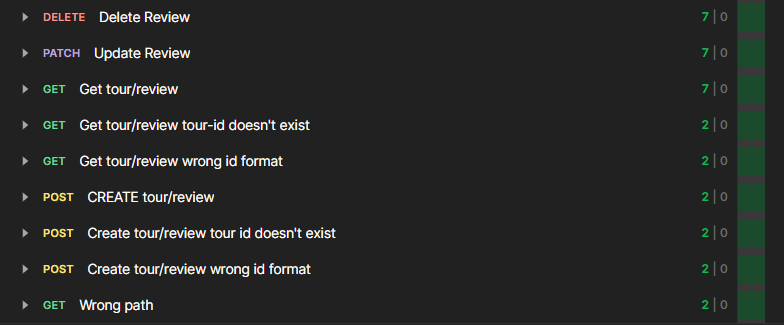 DELETE Delete Review 7 | 0
PATCH Update Review 7 | 0
GET Get tour/review 7 | 0
GET Get tour/review tour-id doesn't exist 2 | 0
GET Get tour/review wrong id format 2 | 0
POST CREATE tour/review 2 | 0
POST Create tour/review tour id doesn't exist 2 | 0
POST Create tour/review wrong id format 2 | 0
GET Wrong path 2 | 0